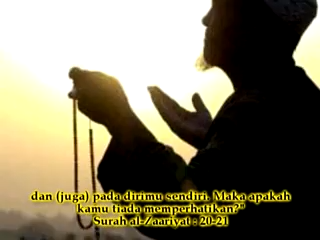 dan (juga) pada dirimu sendiri. Maka apakah
kamu tiada memperhatikan?"
Surah al-Zaariyat : 20-21